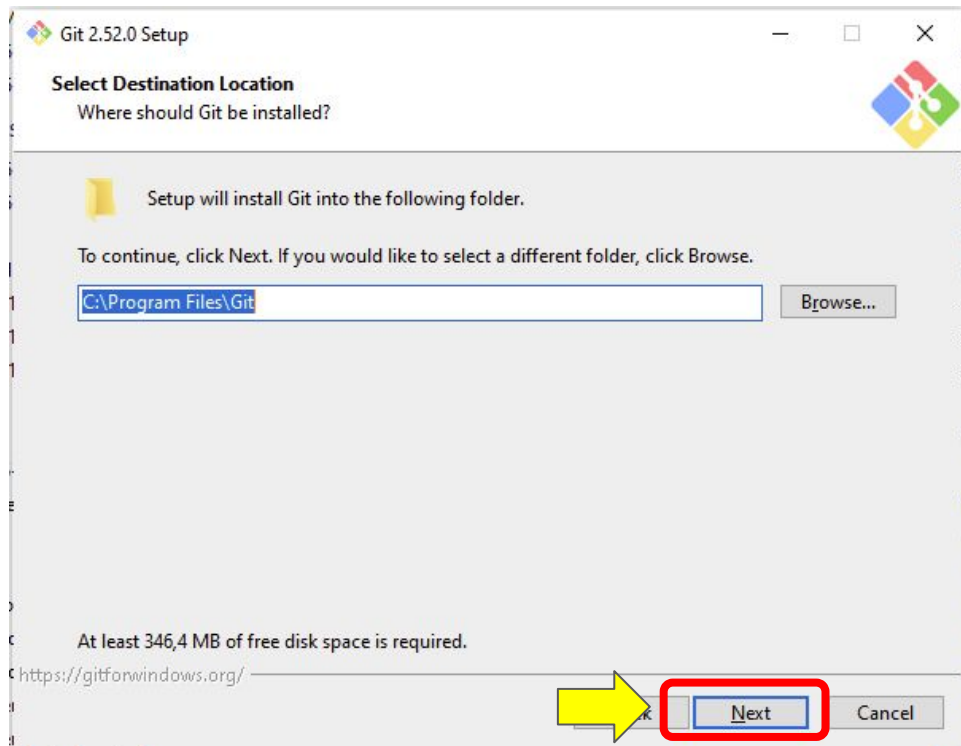 Git 2.52.0 Setup
Select Destination Location
Where should Git be installed?
Setup will install Git into the following folder.
To continue, click Next. If you would like to select a different folder, click Browse.
C:\Program Files\Git
Browse...
At least 346,4 MB of free disk space is required.
https://gitforwindows.org/
Next
Cancel